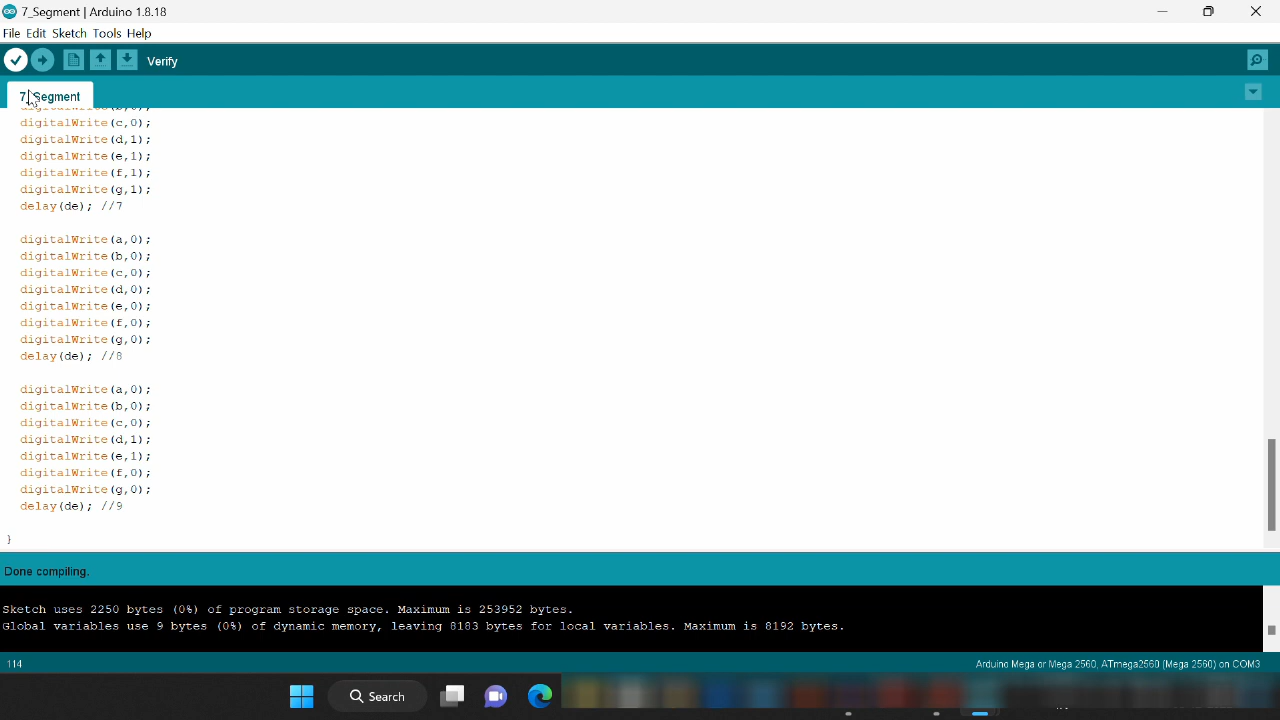 7_Segment | Arduino 1.8.18
File Edit Sketch Tools Help
Verify
7_Segment
digitalWrite(b,0);
digitalWrite(c,0);
digitalWrite(d,1);
digitalWrite(e,1);
digitalWrite(f,1);
digitalWrite(g,1);
delay(de); //7
digitalWrite(a,0);
digitalWrite(b,0);
digitalWrite(c,0);
digitalWrite(d,0);
digitalWrite(e,0);
digitalWrite(f,0);
digitalWrite(g,0);
delay(de); //8
digitalWrite(a,0);
digitalWrite(b,0);
digitalWrite(c,0);
digitalWrite(d,1);
digitalWrite(e,1);
digitalWrite(f,0);
digitalWrite(g,0);
delay(de); //9
}
Done compiling.
Sketch uses 2250 bytes (0%) of program storage space. Maximum is 253952 bytes.
Global variables use 9 bytes (0%) of dynamic memory, leaving 8183 bytes for local variables. Maximum is 8192 bytes.
114
Arduino Mega or Mega 2560, ATmega2560 (Mega 2560) on COM3
Search